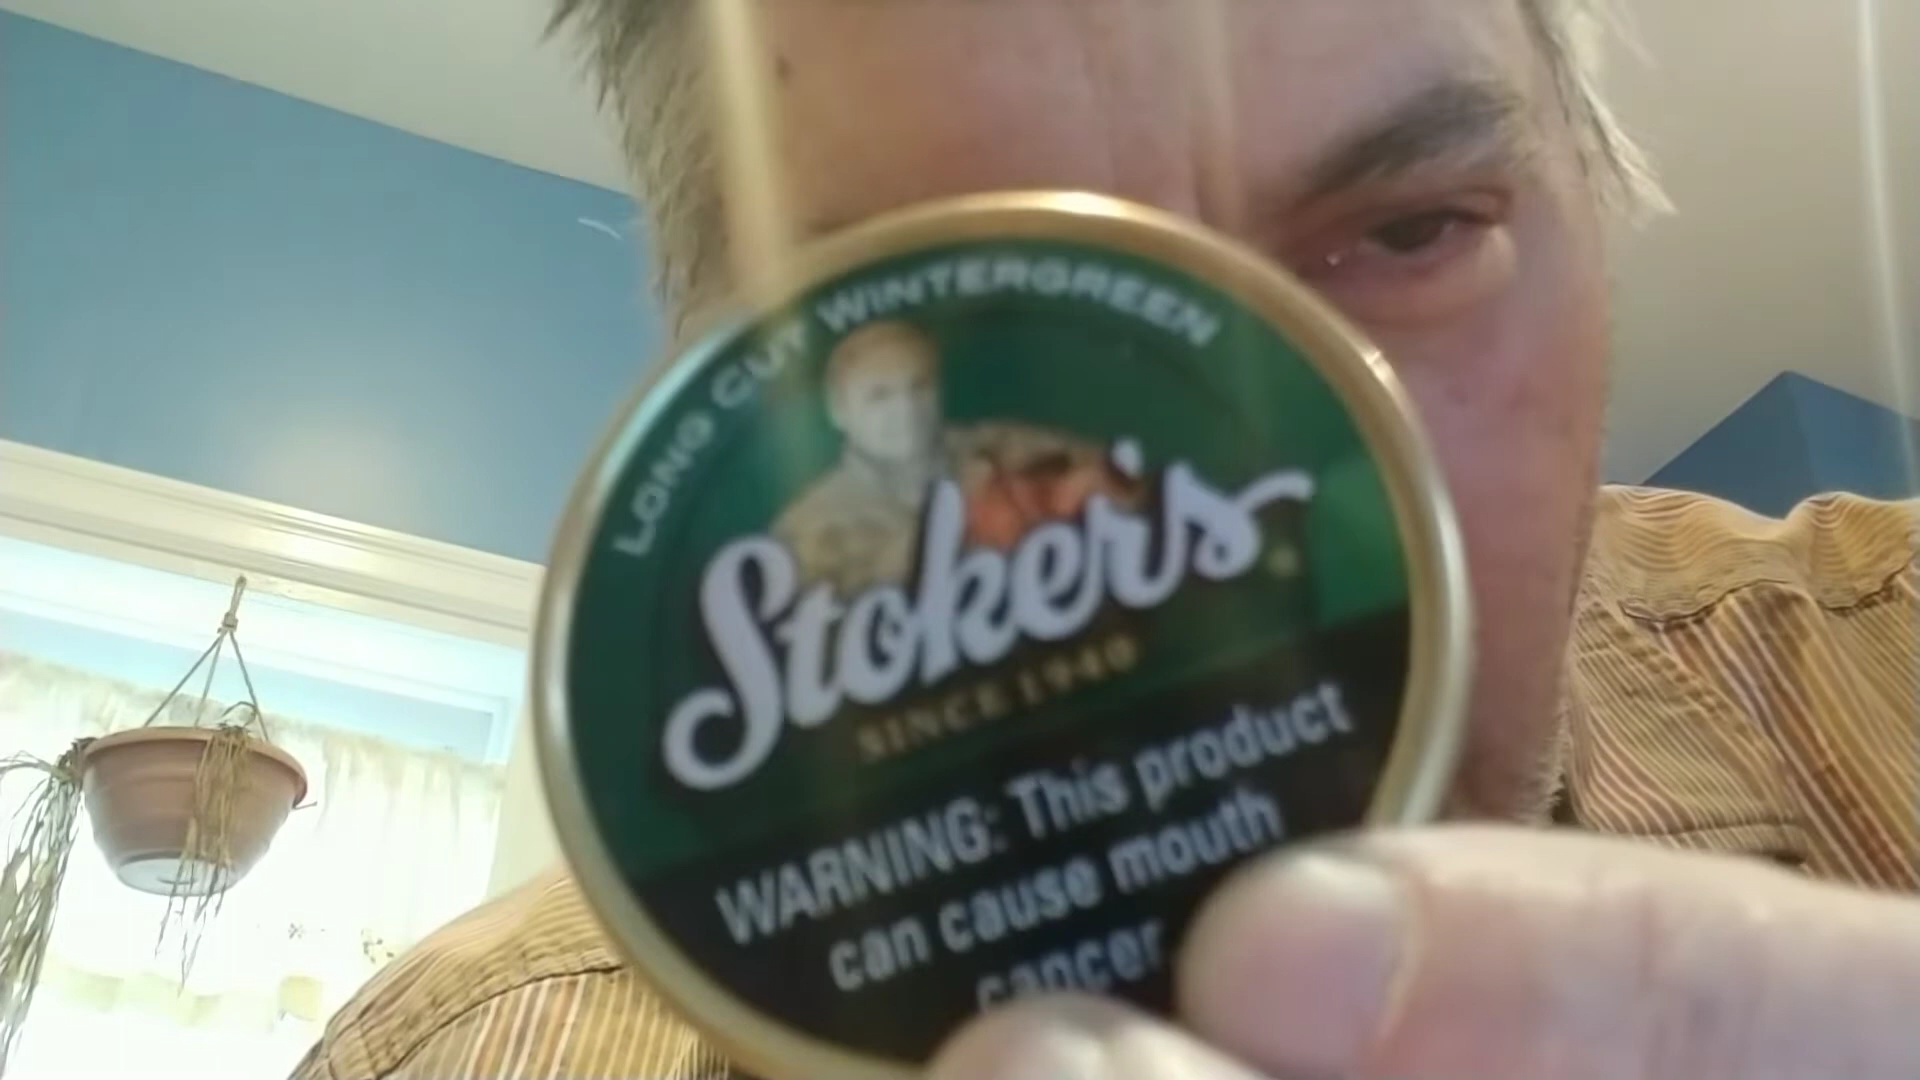 LONG CUT WINTERGREEN
Stoker's
SINCE 1940
WARNING: This product
can cause mouth
cancer